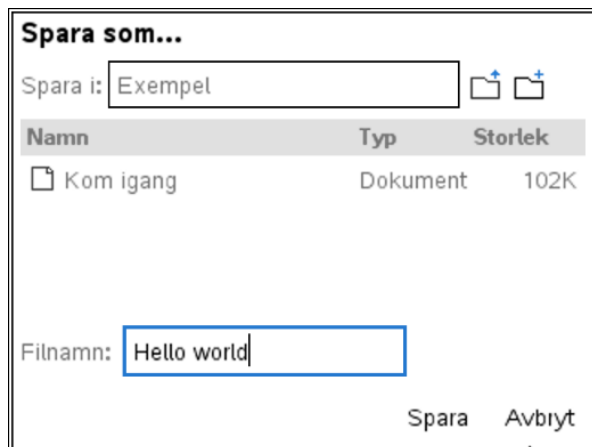 Spara som...
Spara i: Exempel
Namn Typ Storlek
Kom igang Dokument 102K
Filnamn: Hello world
Spara Avbryt